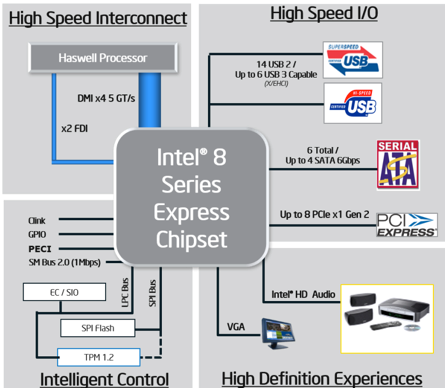 High Speed Interconnect
Haswell Processor
DMI x4 5 GT/s
x2 FDI
High Speed I/O
14 USB 2 /
Up to 6 USB 3 Capable
(X/EHCI)
SUPERSPEED
CERTIFIED
USB
HI-SPEED
CERTIFIED
USB
6 Total /
Up to 4 SATA 6Gbps
SERIAL
ATA
Up to 8 PCIe x1 Gen 2
PCI
EXPRESS
Intel® 8
Series
Express
Chipset
Clink
GPIO
PECI
SM Bus 2.0 (1Mbps)
LPC Bus
SPI Bus
EC / SIO
SPI Flash
TPM 1.2
Intelligent Control
Intel® HD Audio
VGA
High Definition Experiences